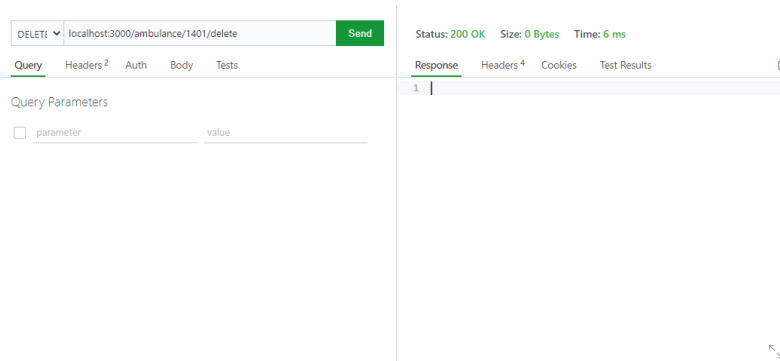 DELETE localhost:3000/ambulance/1401/delete Send
Query Headers 2 Auth Body Tests
Query Parameters
parameter value
Status: 200 OK Size: 0 Bytes Time: 6 ms
Response Headers 4 Cookies Test Results
1